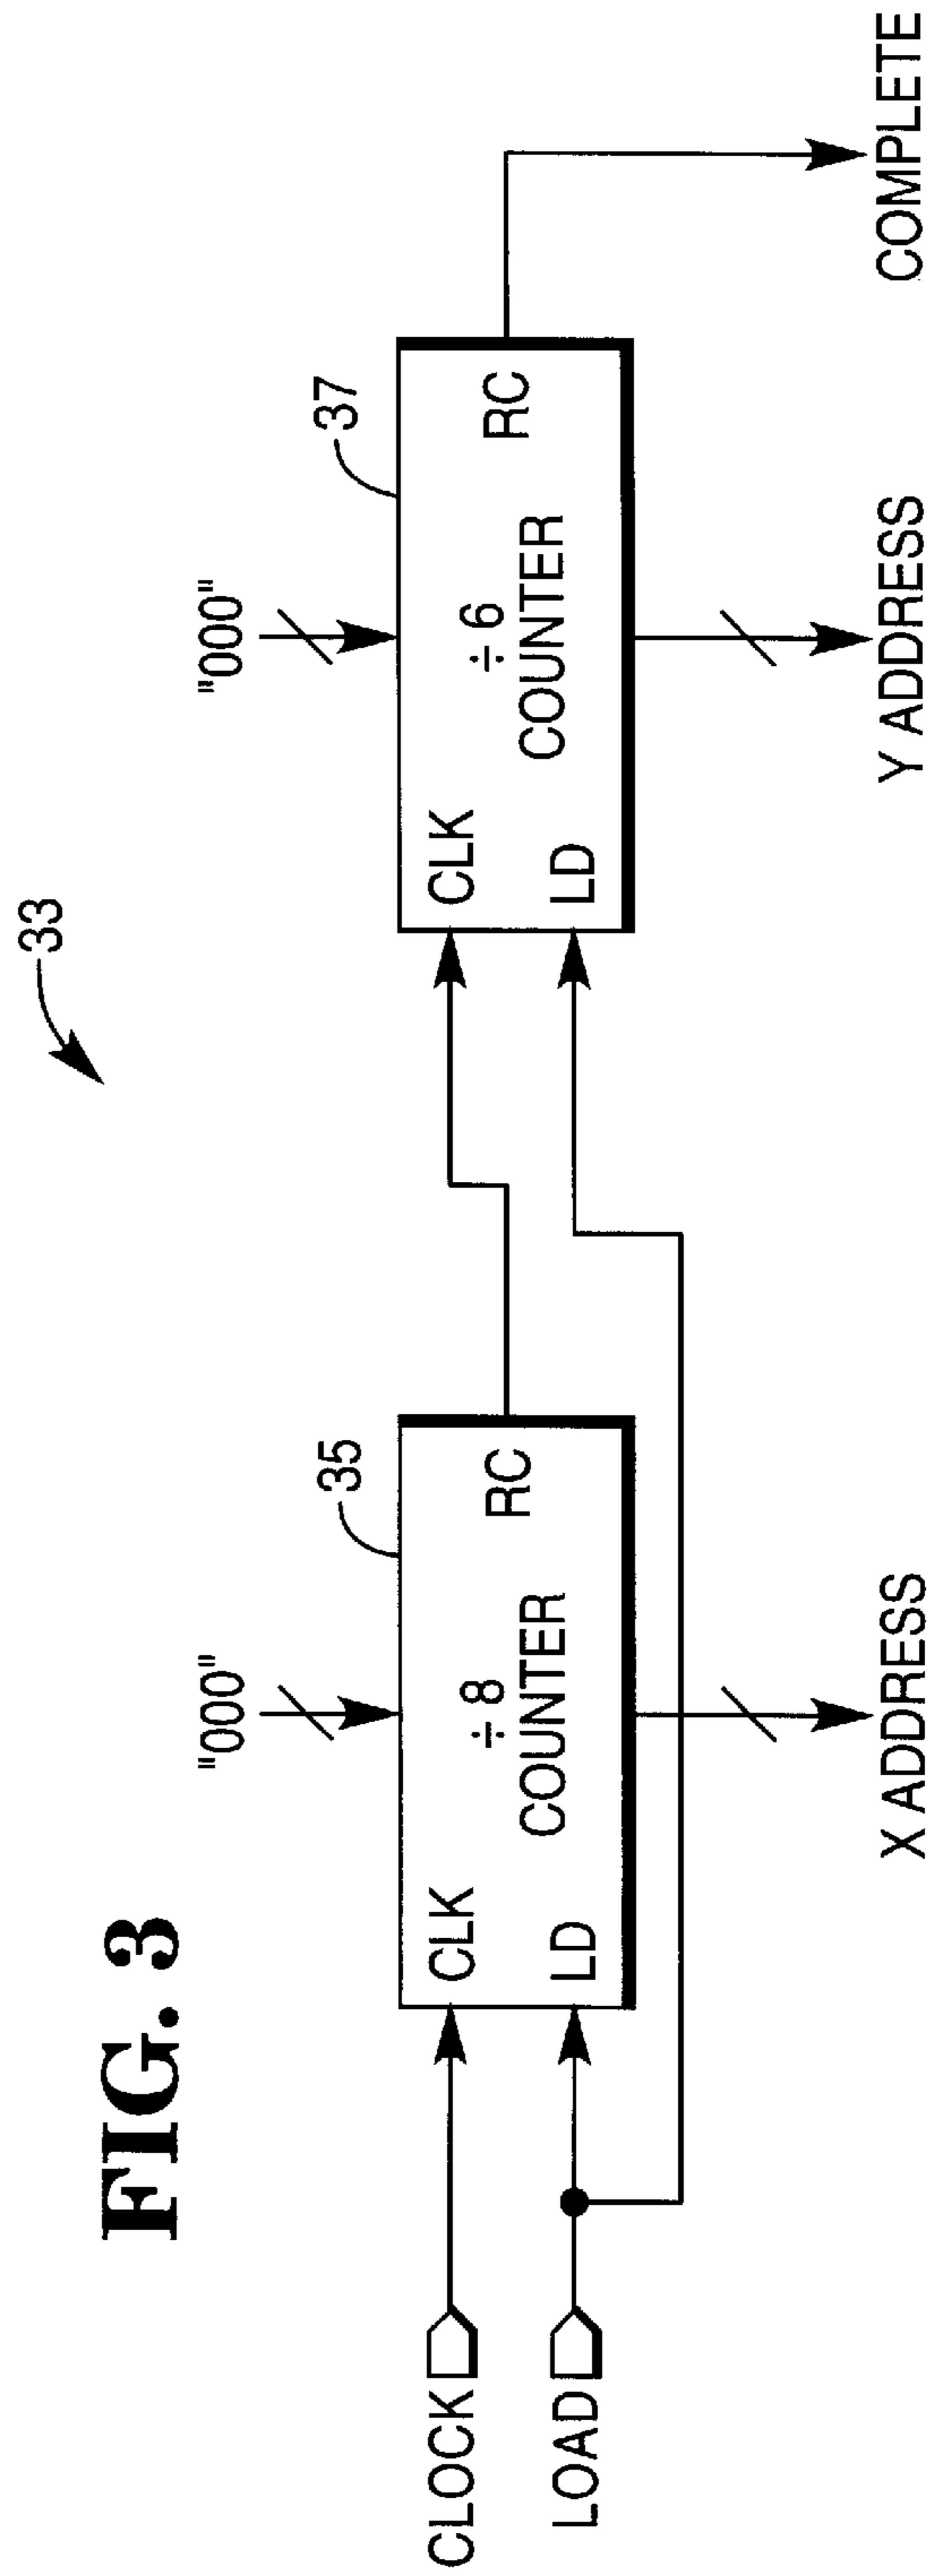 FIG. 3
33
"000"
"000"
35
37
CLOCK
CLK
÷ 8
COUNTER
RC
LD
LOAD
CLK
÷ 6
COUNTER
RC
LD
X ADDRESS
Y ADDRESS
COMPLETE